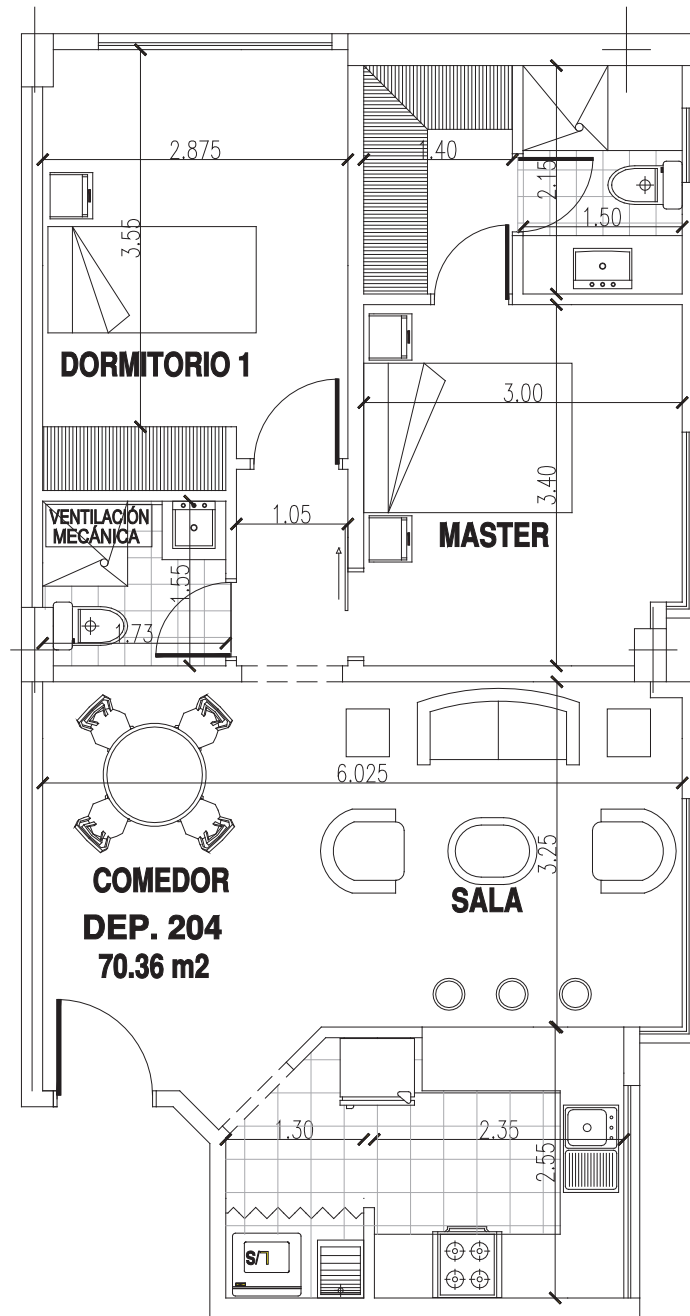 2.875
1.40
2.15
1.50
3.55
DORMITORIO 1
3.00
3.40
MASTER
1.05
VENTILACIÓN
MECÁNICA
1.55
1.73
6.025
3.25
COMEDOR
SALA
DEP. 204
70.36 m2
1.30
2.35
2.55